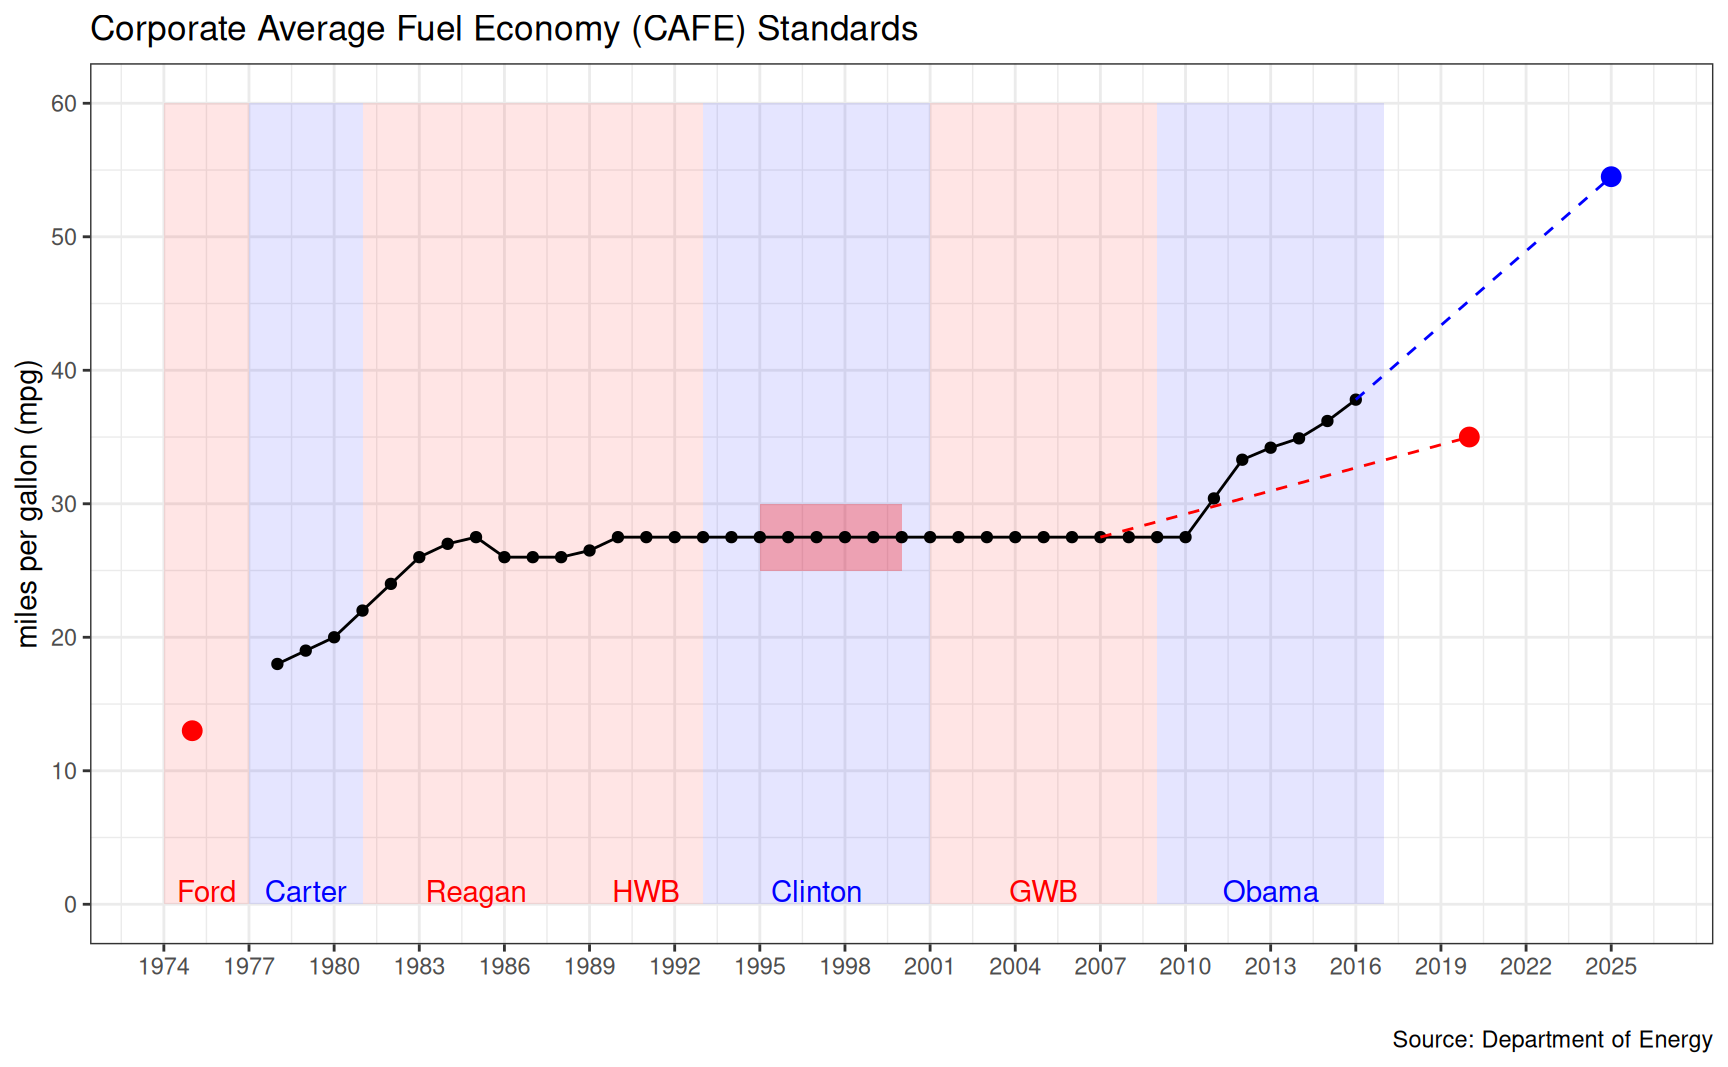 Corporate Average Fuel Economy (CAFE) Standards
miles per gallon (mpg)
60
50
40
30
20
10
0
Ford Carter Reagan HWB Clinton GWB Obama
1974 1977 1980 1983 1986 1989 1992 1995 1998 2001 2004 2007 2010 2013 2016 2019 2022 2025
Source: Department of Energy